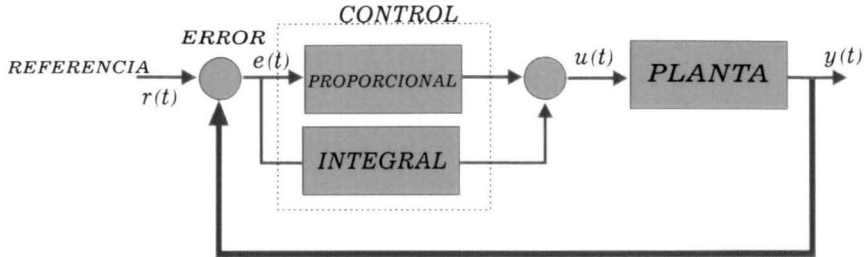 CONTROL
ERROR
REFERENCIA
r(t)
e(t)
PROPORCIONAL
INTEGRAL
u(t)
PLANTA
y(t)